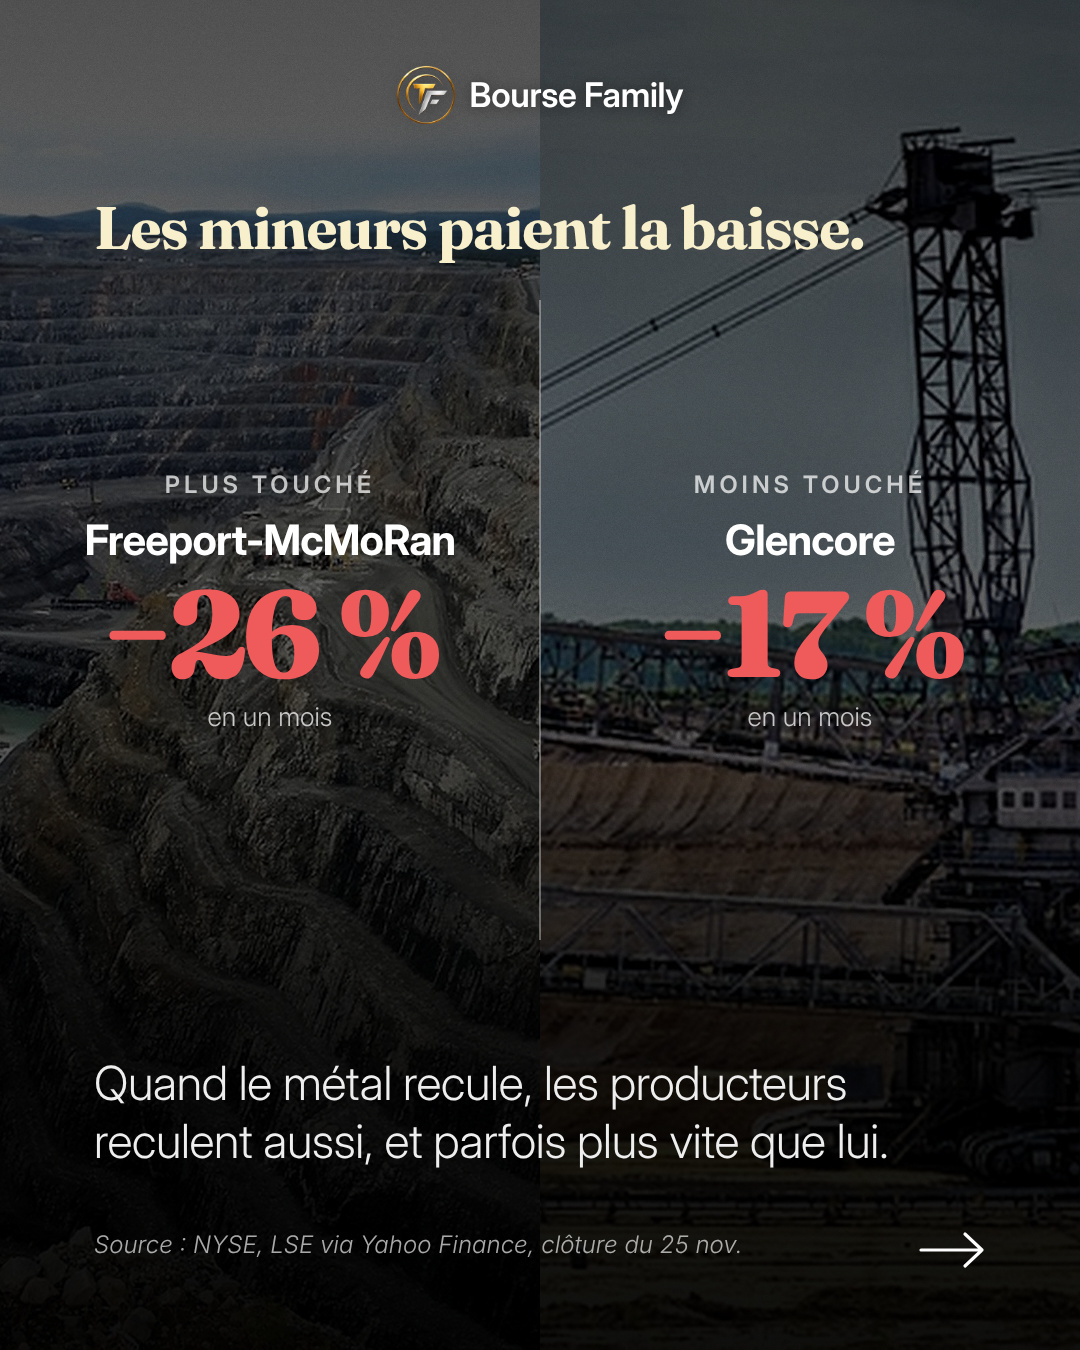 Bourse Family
Les mineurs paient la baisse.
PLUS TOUCHÉ
Freeport-McMoRan
–26 %
en un mois
MOINS TOUCHÉ
Glencore
–17 %
en un mois
Quand le métal recule, les producteurs
reculent aussi, et parfois plus vite que lui.
Source : NYSE, LSE via Yahoo Finance, clôture du 25 nov.